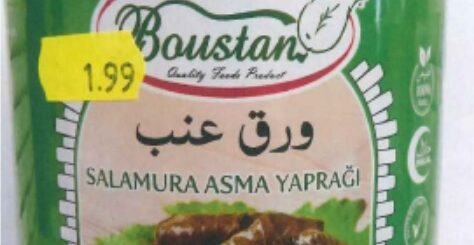 Boustan
1.99
Quality Foods Product
ورق عنب
SALAMURA ASMA YAPRAĞI